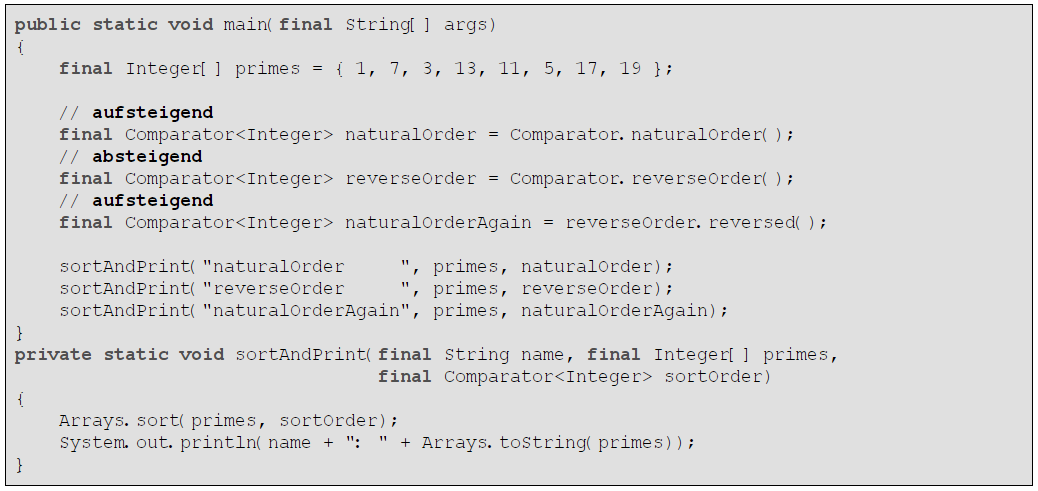 public static void main(final String[] args)
{
    final Integer[] primes = { 1, 7, 3, 13, 11, 5, 17, 19 };

    // aufsteigend
    final Comparator<Integer> naturalOrder = Comparator.naturalOrder();
    // absteigend
    final Comparator<Integer> reverseOrder = Comparator.reverseOrder();
    // aufsteigend
    final Comparator<Integer> naturalOrderAgain = reverseOrder.reversed();

    sortAndPrint("naturalOrder     ", primes, naturalOrder);
    sortAndPrint("reverseOrder     ", primes, reverseOrder);
    sortAndPrint("naturalOrderAgain", primes, naturalOrderAgain);
}
private static void sortAndPrint(final String name, final Integer[] primes,
                                 final Comparator<Integer> sortOrder)
{
    Arrays.sort(primes, sortOrder);
    System.out.println(name + ": " + Arrays.toString(primes));
}